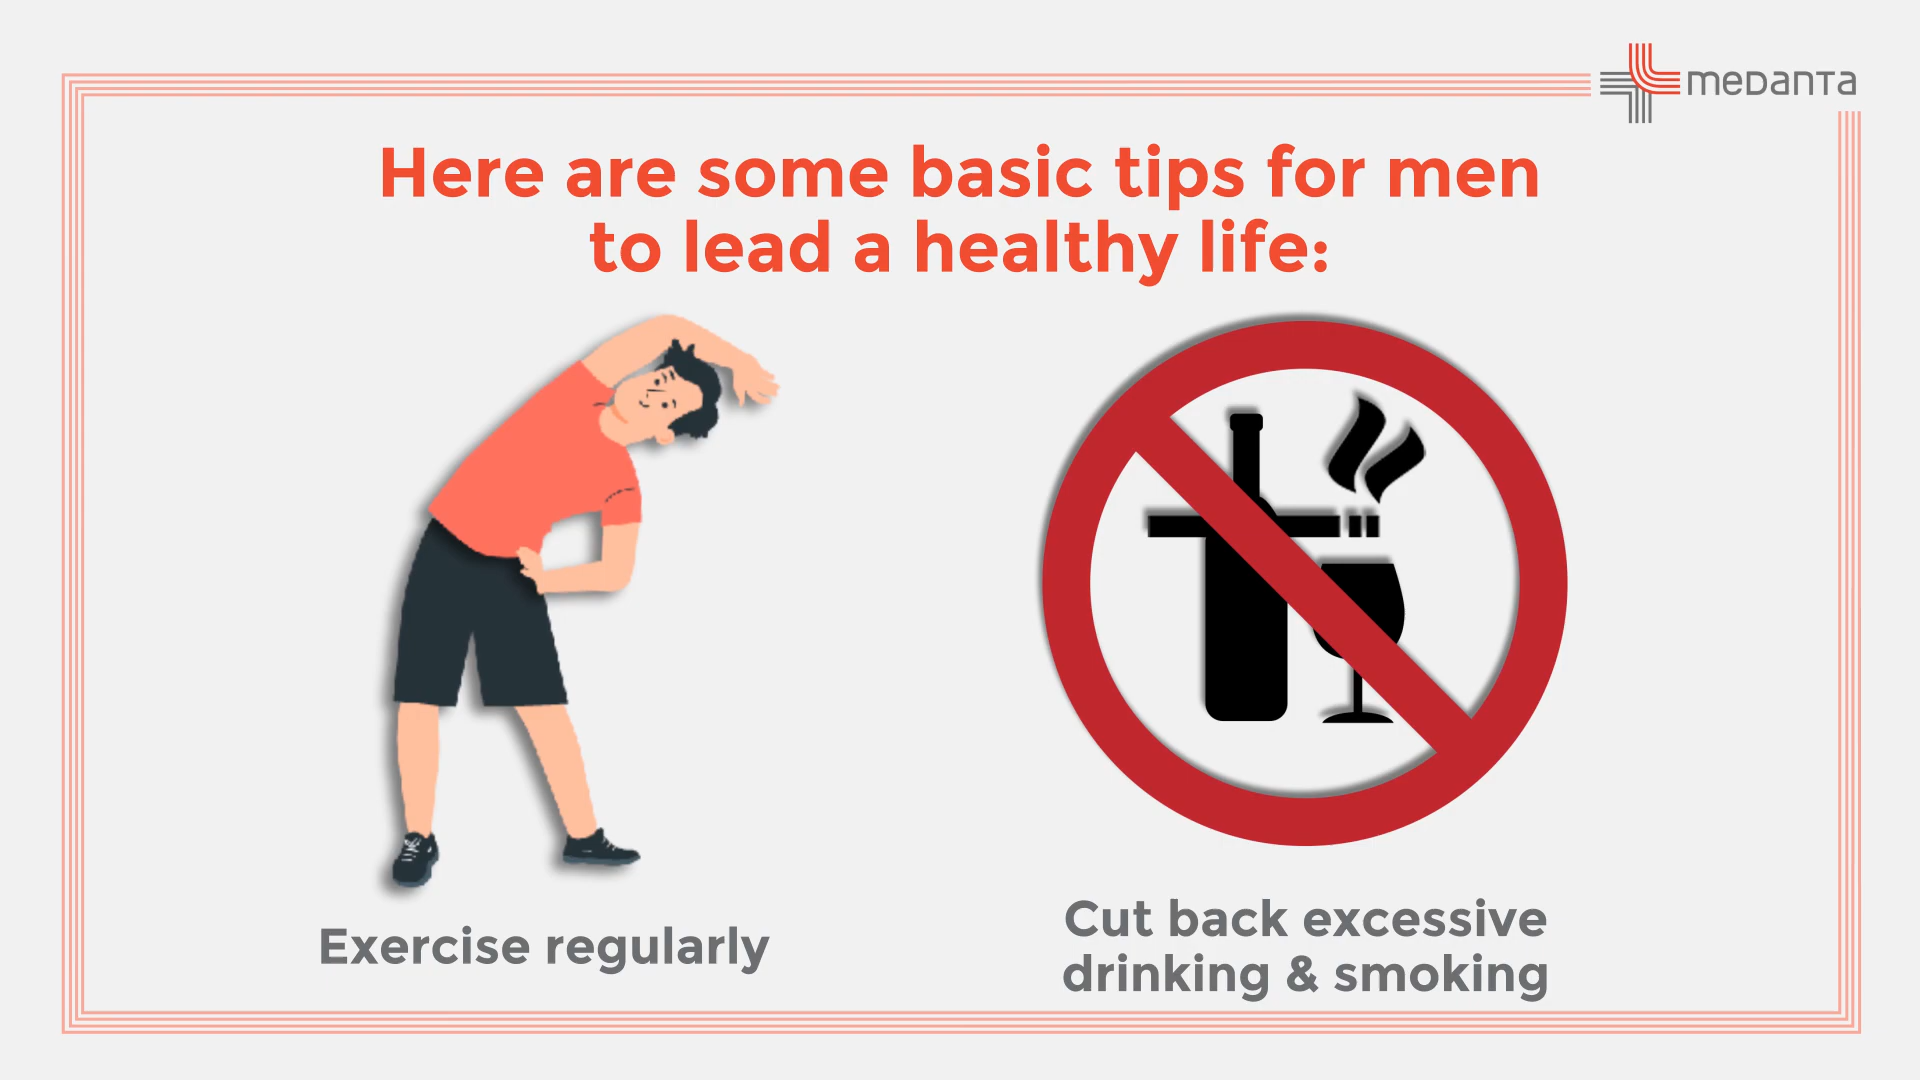 meDanTa
Here are some basic tips for men
to lead a healthy life:
Exercise regularly
Cut back excessive
drinking & smoking